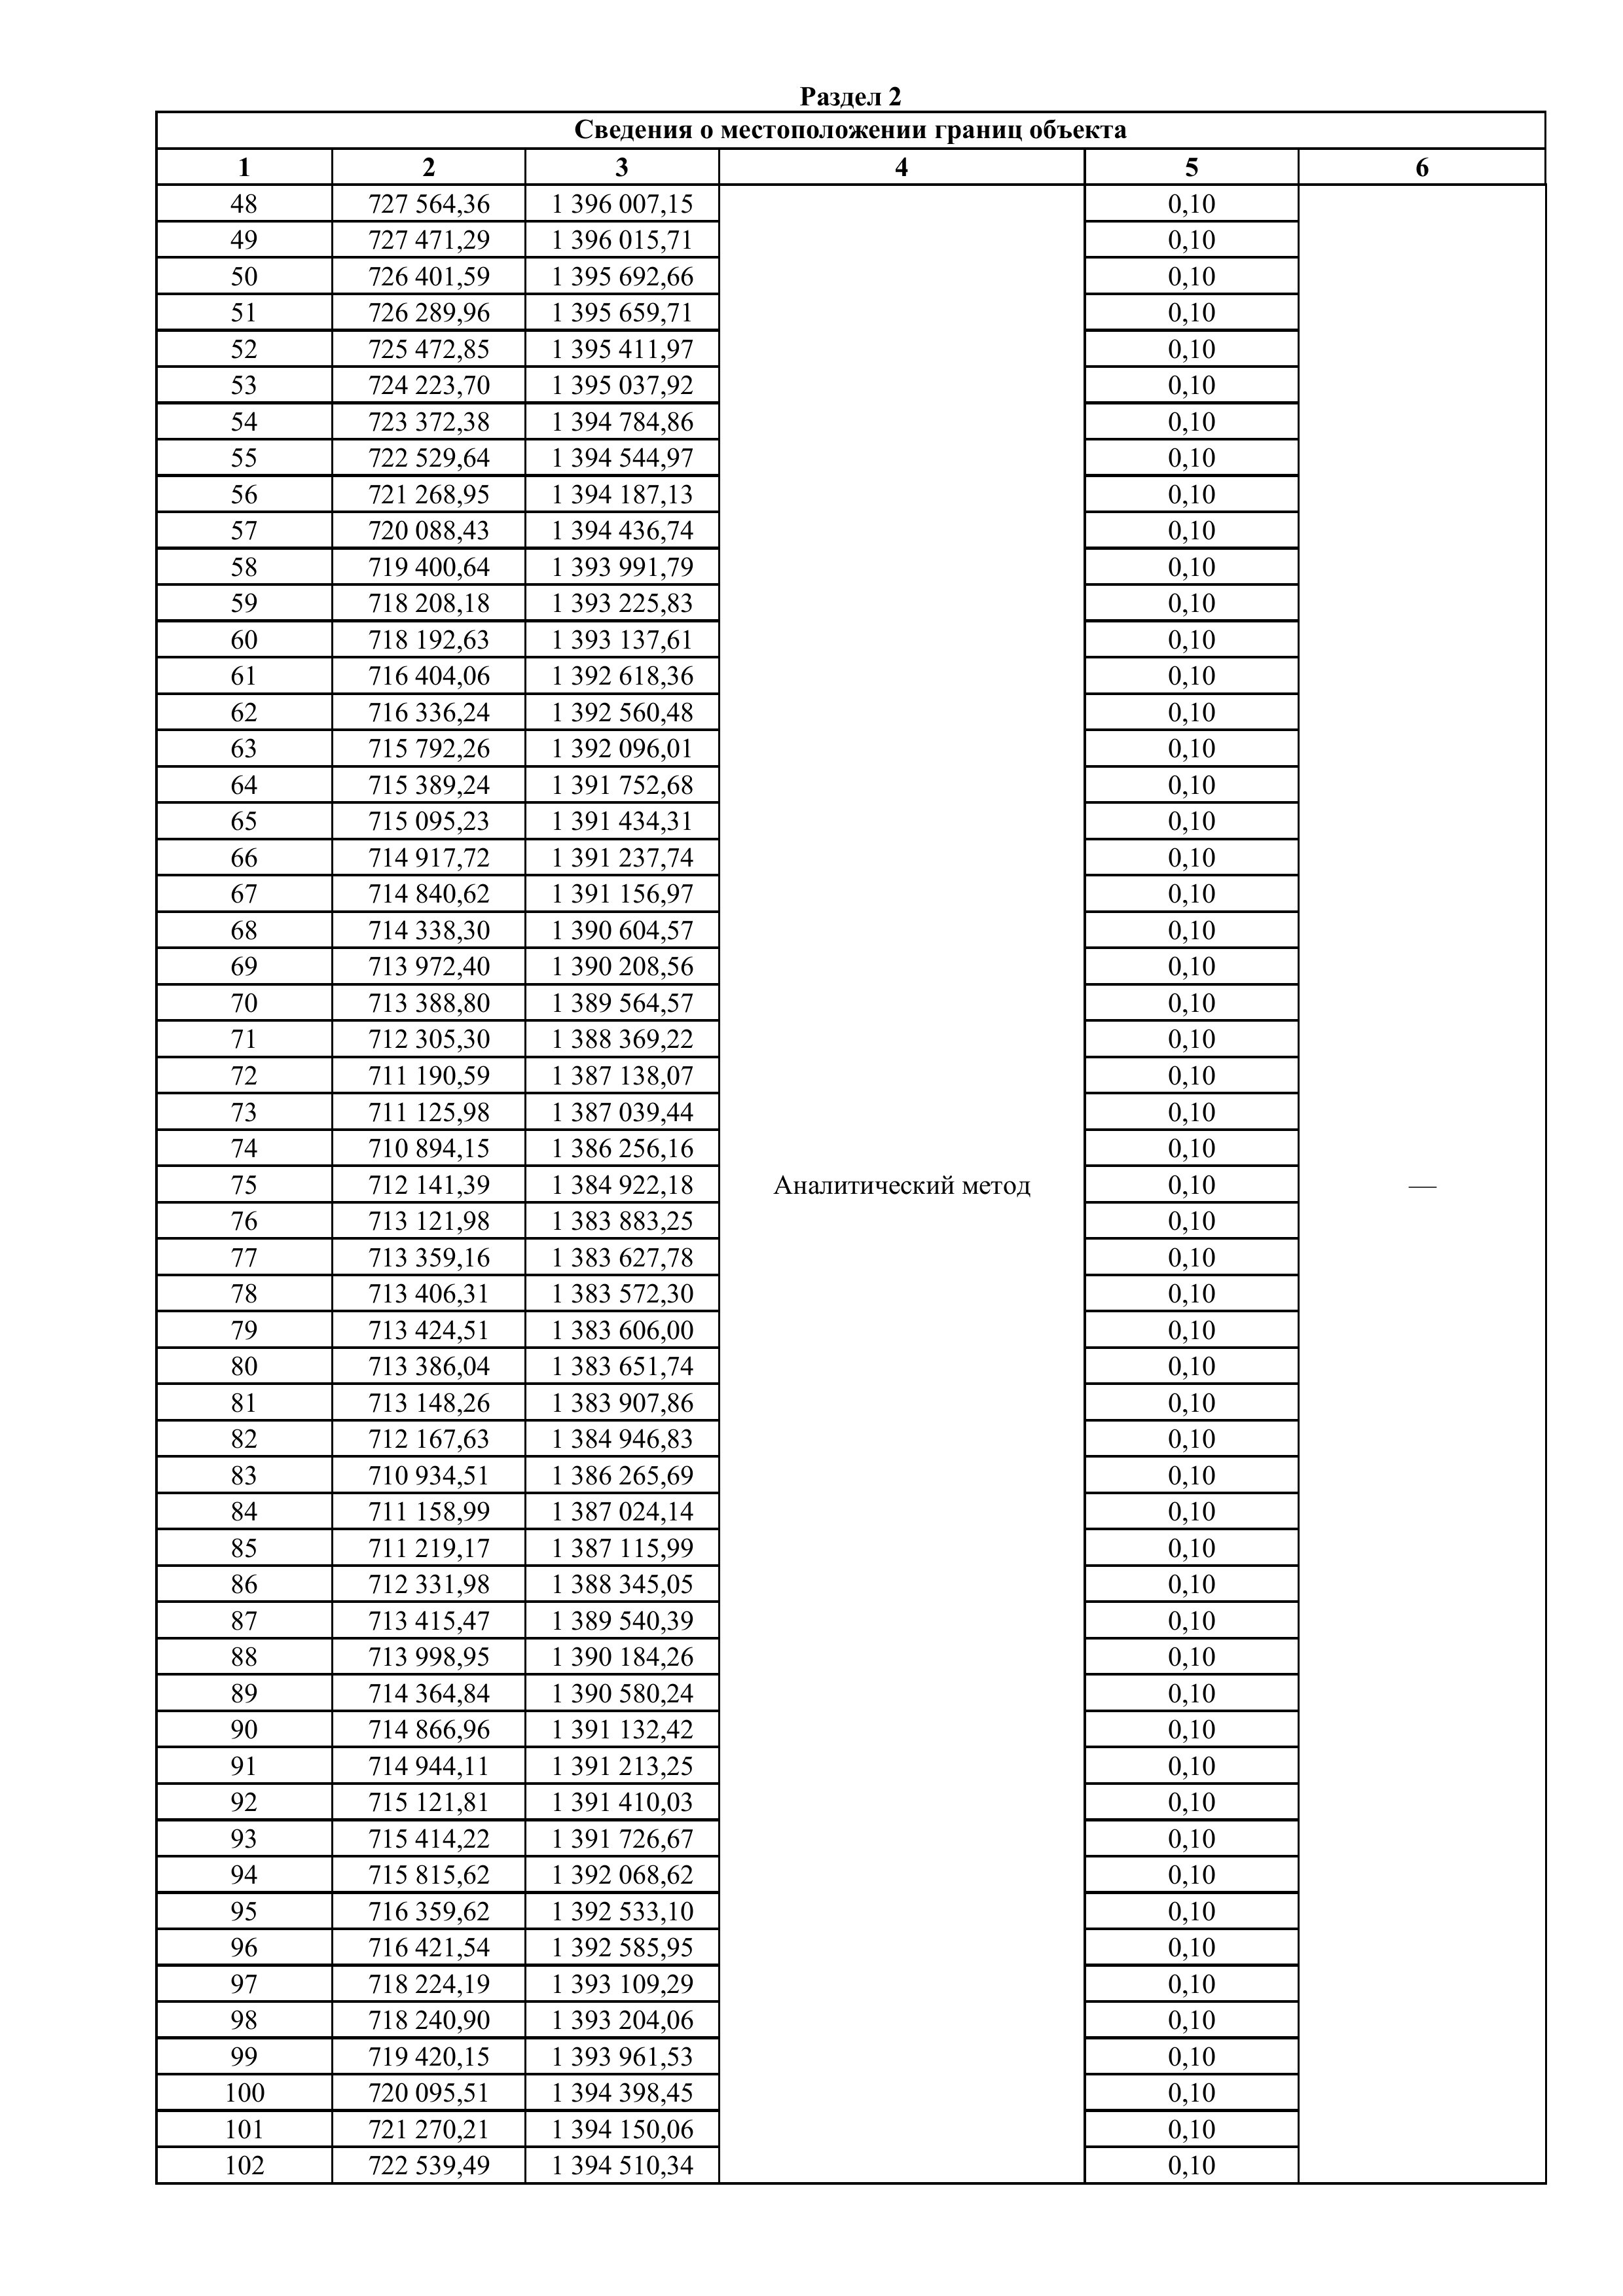 Раздел 2
Сведения о местоположении границ объекта
1 2 3 4 5 6
48 727 564,36 1 396 007,15 0,10
49 727 471,29 1 396 015,71 0,10
50 726 401,59 1 395 692,66 0,10
51 726 289,96 1 395 659,71 0,10
52 725 472,85 1 395 411,97 0,10
53 724 223,70 1 395 037,92 0,10
54 723 372,38 1 394 784,86 0,10
55 722 529,64 1 394 544,97 0,10
56 721 268,95 1 394 187,13 0,10
57 720 088,43 1 394 436,74 0,10
58 719 400,64 1 393 991,79 0,10
59 718 208,18 1 393 225,83 0,10
60 718 192,63 1 393 137,61 0,10
61 716 404,06 1 392 618,36 0,10
62 716 336,24 1 392 560,48 0,10
63 715 792,26 1 392 096,01 0,10
64 715 389,24 1 391 752,68 0,10
65 715 095,23 1 391 434,31 0,10
66 714 917,72 1 391 237,74 0,10
67 714 840,62 1 391 156,97 0,10
68 714 338,30 1 390 604,57 0,10
69 713 972,40 1 390 208,56 0,10
70 713 388,80 1 389 564,57 0,10
71 712 305,30 1 388 369,22 0,10
72 711 190,59 1 387 138,07 0,10
73 711 125,98 1 387 039,44 0,10
74 710 894,15 1 386 256,16 0,10
75 712 141,39 1 384 922,18 Аналитический метод 0,10 —
76 713 121,98 1 383 883,25 0,10
77 713 359,16 1 383 627,78 0,10
78 713 406,31 1 383 572,30 0,10
79 713 424,51 1 383 606,00 0,10
80 713 386,04 1 383 651,74 0,10
81 713 148,26 1 383 907,86 0,10
82 712 167,63 1 384 946,83 0,10
83 710 934,51 1 386 265,69 0,10
84 711 158,99 1 387 024,14 0,10
85 711 219,17 1 387 115,99 0,10
86 712 331,98 1 388 345,05 0,10
87 713 415,47 1 389 540,39 0,10
88 713 998,95 1 390 184,26 0,10
89 714 364,84 1 390 580,24 0,10
90 714 866,96 1 391 132,42 0,10
91 714 944,11 1 391 213,25 0,10
92 715 121,81 1 391 410,03 0,10
93 715 414,22 1 391 726,67 0,10
94 715 815,62 1 392 068,62 0,10
95 716 359,62 1 392 533,10 0,10
96 716 421,54 1 392 585,95 0,10
97 718 224,19 1 393 109,29 0,10
98 718 240,90 1 393 204,06 0,10
99 719 420,15 1 393 961,53 0,10
100 720 095,51 1 394 398,45 0,10
101 721 270,21 1 394 150,06 0,10
102 722 539,49 1 394 510,34 0,10